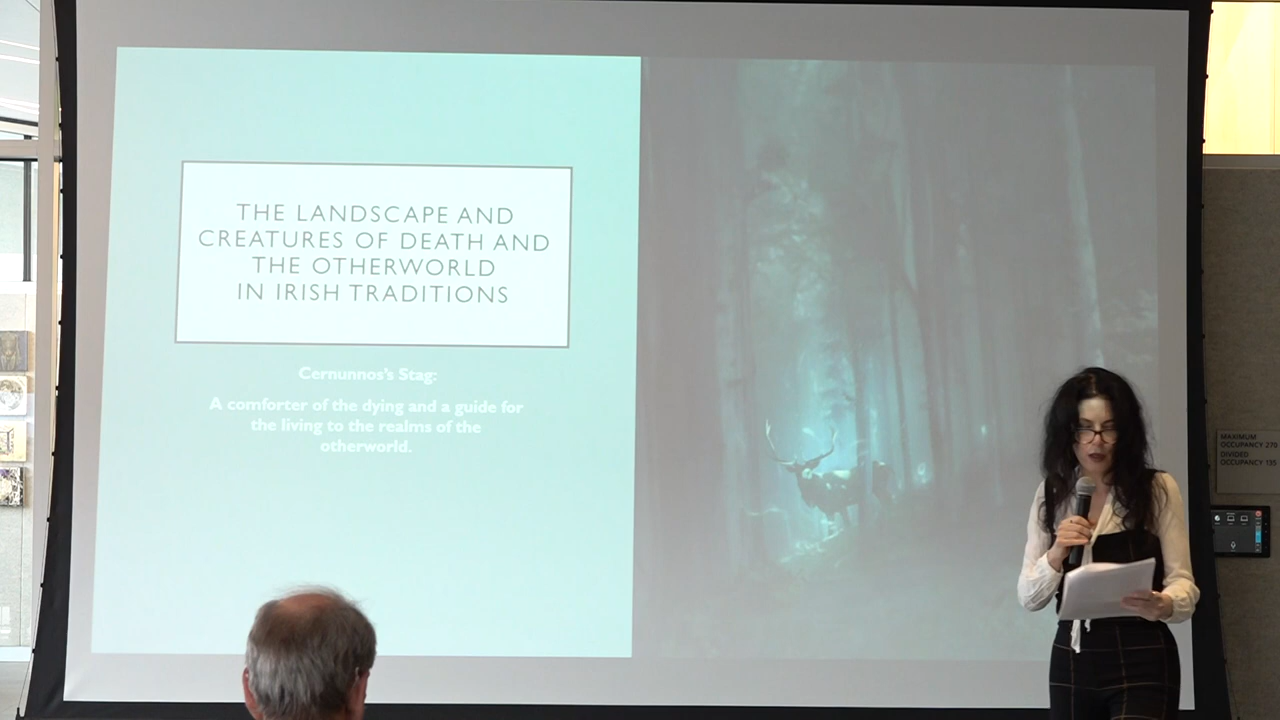 THE LANDSCAPE AND
CREATURES OF DEATH AND
THE OTHERWORLD
IN IRISH TRADITIONS
Cernunnos's Stag:
A comforter of the dying and a guide for
the living to the realms of the
otherworld.
MAXIMUM
OCCUPANCY 270
DIVIDED
OCCUPANCY 135